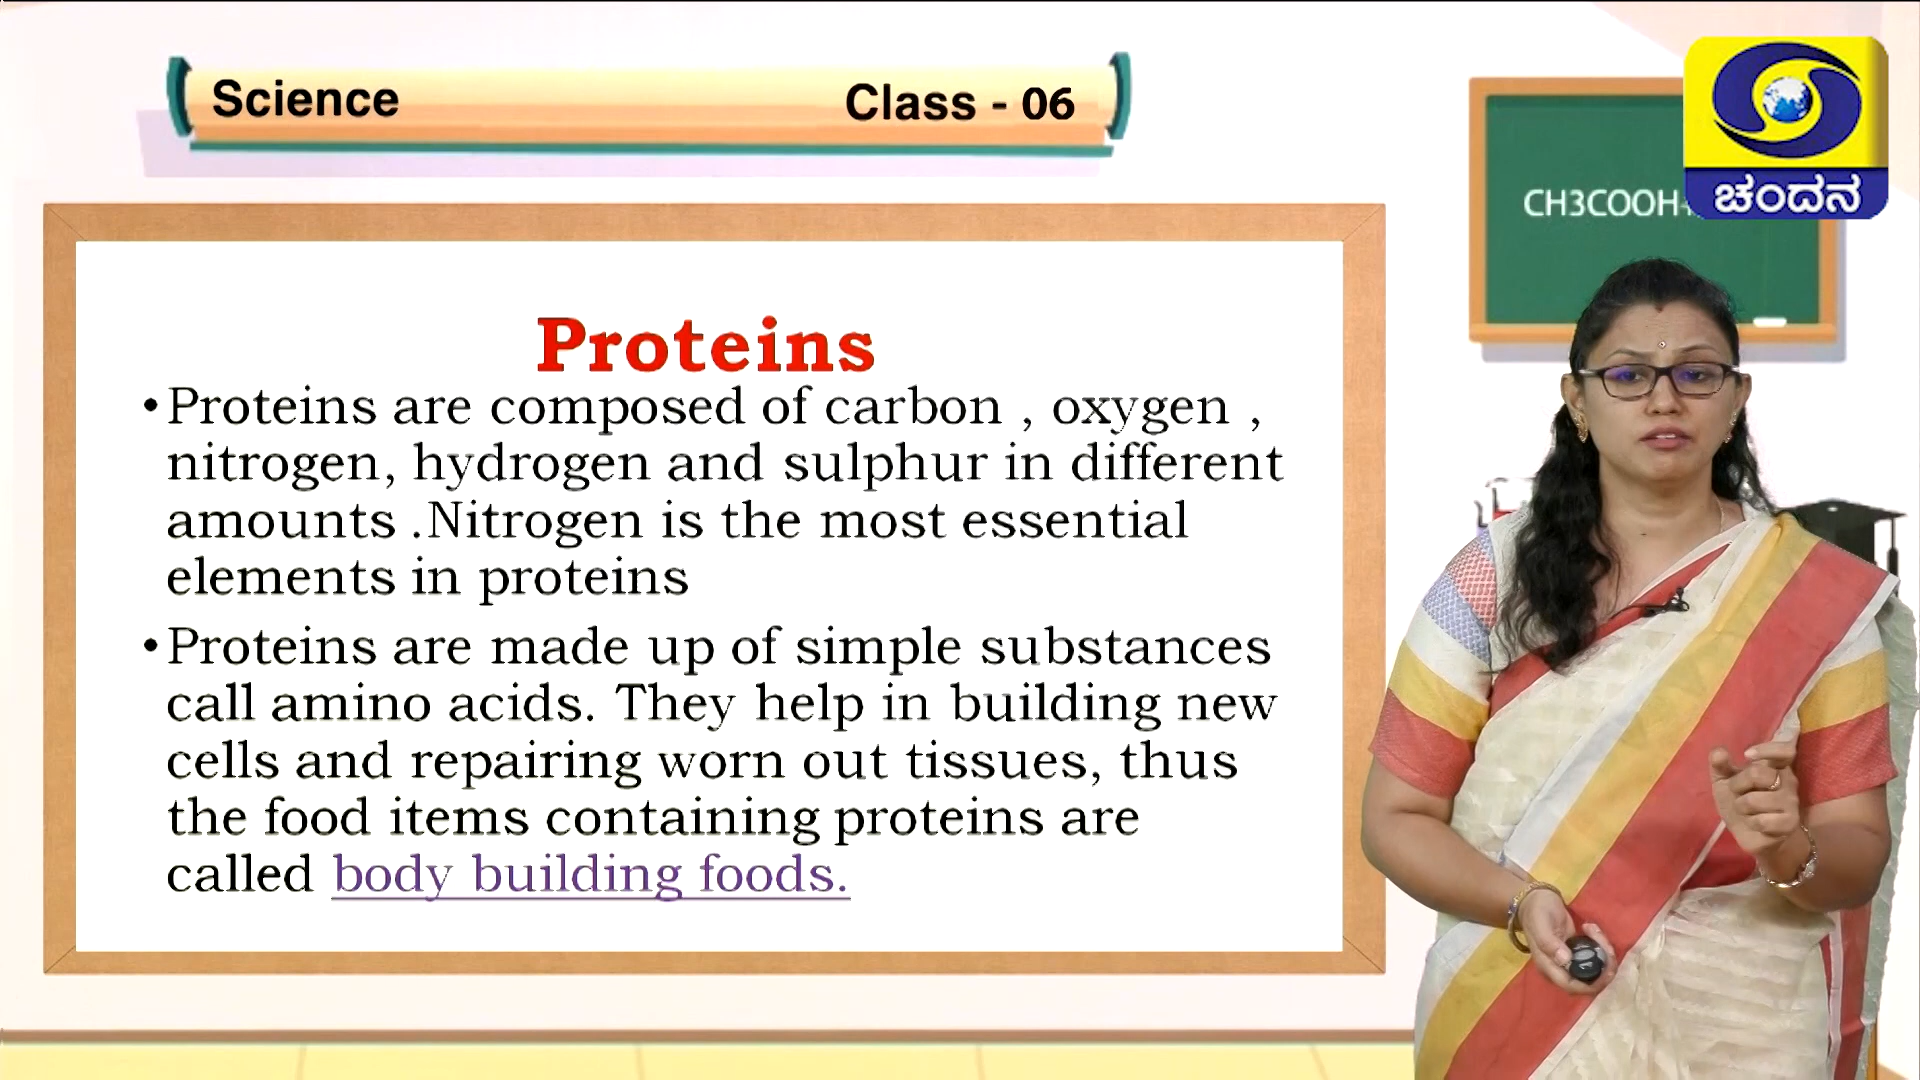 Science
Class - 06
CH3COOH+
ಚಂದನ
Proteins
•Proteins are composed of carbon , oxygen ,
nitrogen, hydrogen and sulphur in different
amounts .Nitrogen is the most essential
elements in proteins
•Proteins are made up of simple substances
call amino acids. They help in building new
cells and repairing worn out tissues, thus
the food items containing proteins are
called body building foods.